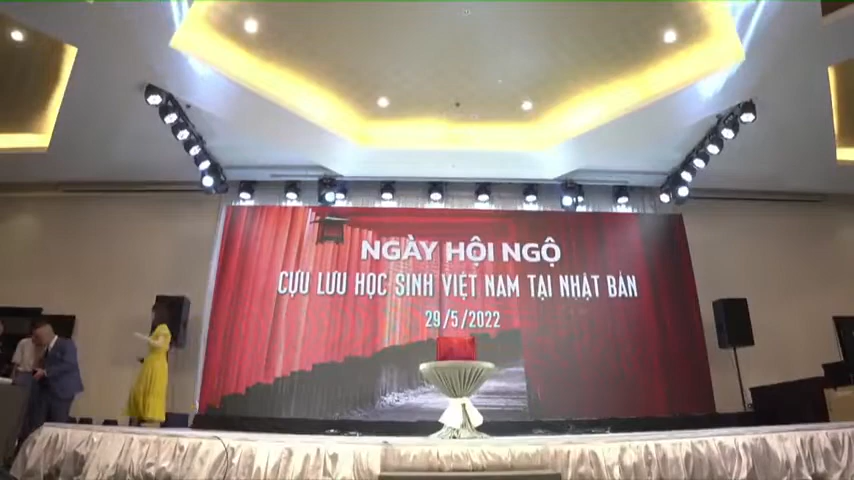 NGÀY HỘI NGỘ
CỰU LƯU HỌC SINH VIỆT NAM TẠI NHẬT BẢN
29/5/2022